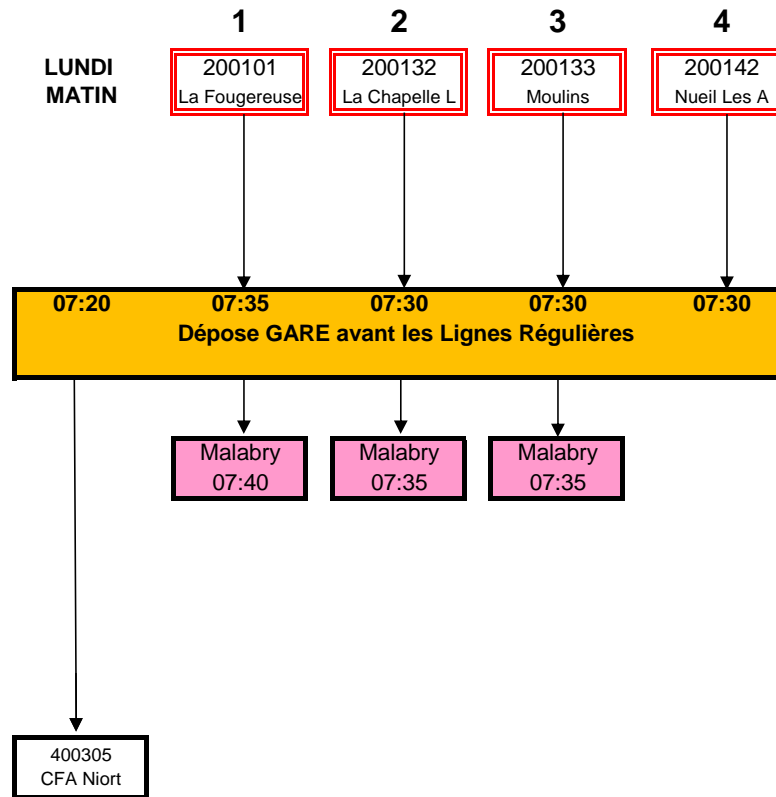 1 2 3 4
LUNDI MATIN
200101 200132 200133 200142
La Fougereuse La Chapelle L Moulins Nueil Les A
07:20 07:35 07:30 07:30 07:30
Dépose GARE avant les Lignes Régulières
Malabry Malabry Malabry
07:40 07:35 07:35
400305
CFA Niort